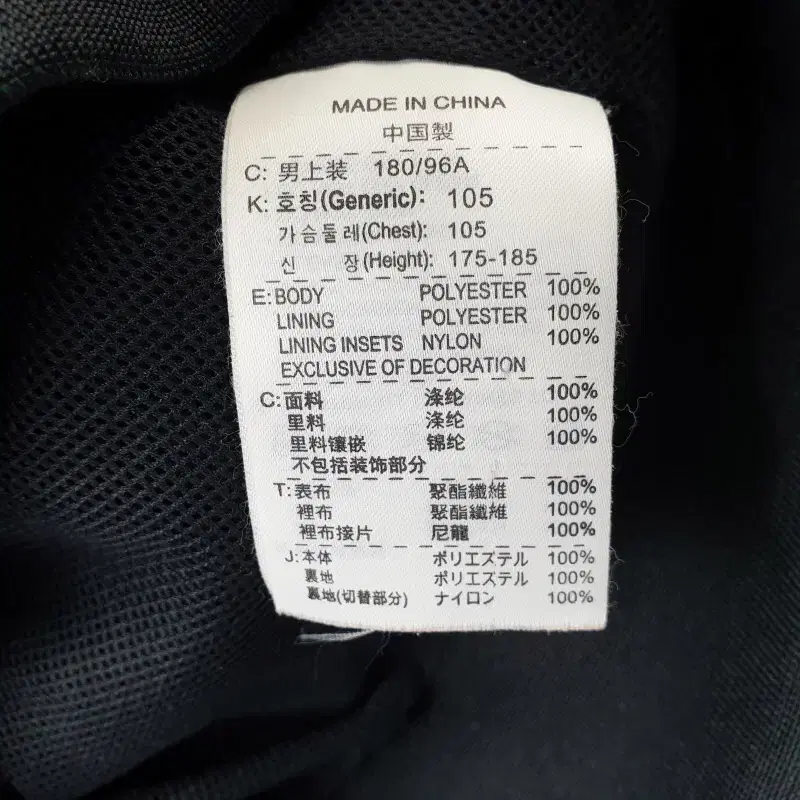 MADE IN CHINA
中国製
C: 男上装 180/96A
K: 호칭(Generic): 105
가슴둘레(Chest): 105
신 장(Height): 175-185
E: BODY POLYESTER 100%
LINING POLYESTER 100%
LINING INSETS NYLON 100%
EXCLUSIVE OF DECORATION
C: 面料 涤纶 100%
里料 涤纶 100%
里料镶嵌 锦纶 100%
不包括装饰部分
T: 表布 聚酯纖維 100%
裡布 聚酯纖維 100%
裡布接片 尼龍 100%
J: 本体 ポリエステル 100%
裏地 ポリエステル 100%
裏地(切替部分) ナイロン 100%